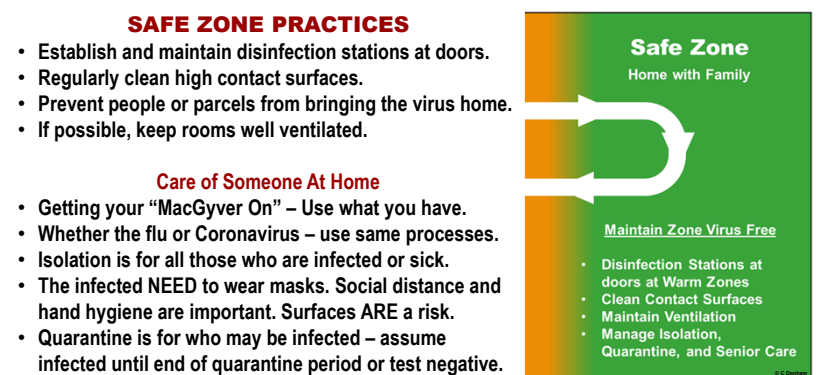 SAFE ZONE PRACTICES
• Establish and maintain disinfection stations at doors.
• Regularly clean high contact surfaces.
• Prevent people or parcels from bringing the virus home.
• If possible, keep rooms well ventilated.
Care of Someone At Home
• Getting your “MacGyver On” – Use what you have.
• Whether the flu or Coronavirus – use same processes.
• Isolation is for all those who are infected or sick.
• The infected NEED to wear masks. Social distance and
hand hygiene are important. Surfaces ARE a risk.
• Quarantine is for who may be infected – assume
infected until end of quarantine period or test negative.
Safe Zone
Home with Family
Maintain Zone Virus Free
• Disinfection Stations at
doors at Warm Zones
• Clean Contact Surfaces
• Maintain Ventilation
• Manage Isolation,
Quarantine, and Senior Care
© C Denham